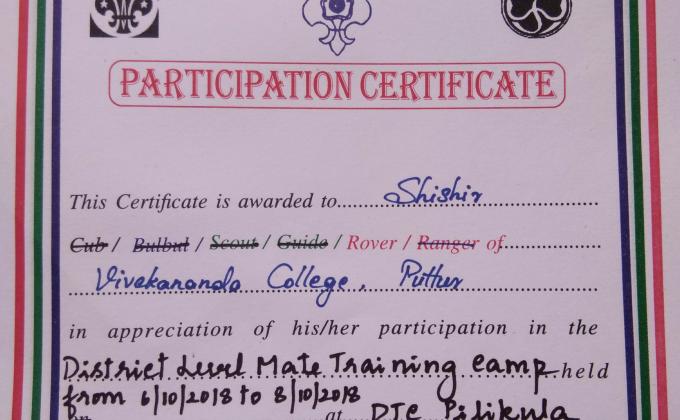 PARTICIPATION CERTIFICATE
This Certificate is awarded to Shishir
Cub / Bulbul / Scout / Guide / Rover / Ranger of
Vivekananda College, Puttur
in appreciation of his/her participation in the
District Level Mate Training Camp held
from 6/10/2018 to 8/10/2018
at DTC Pilikula